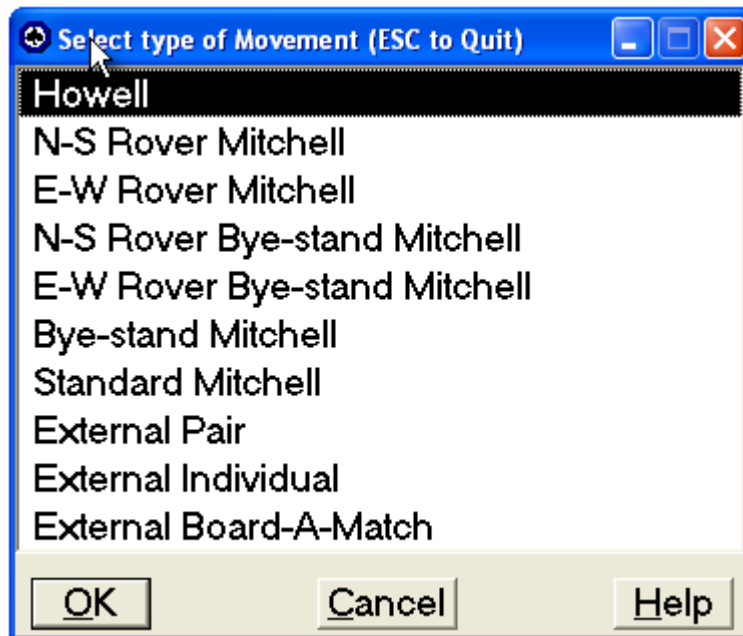 Select type of Movement (ESC to Quit)
Howell
N-S Rover Mitchell
E-W Rover Mitchell
N-S Rover Bye-stand Mitchell
E-W Rover Bye-stand Mitchell
Bye-stand Mitchell
Standard Mitchell
External Pair
External Individual
External Board-A-Match
OK Cancel Help